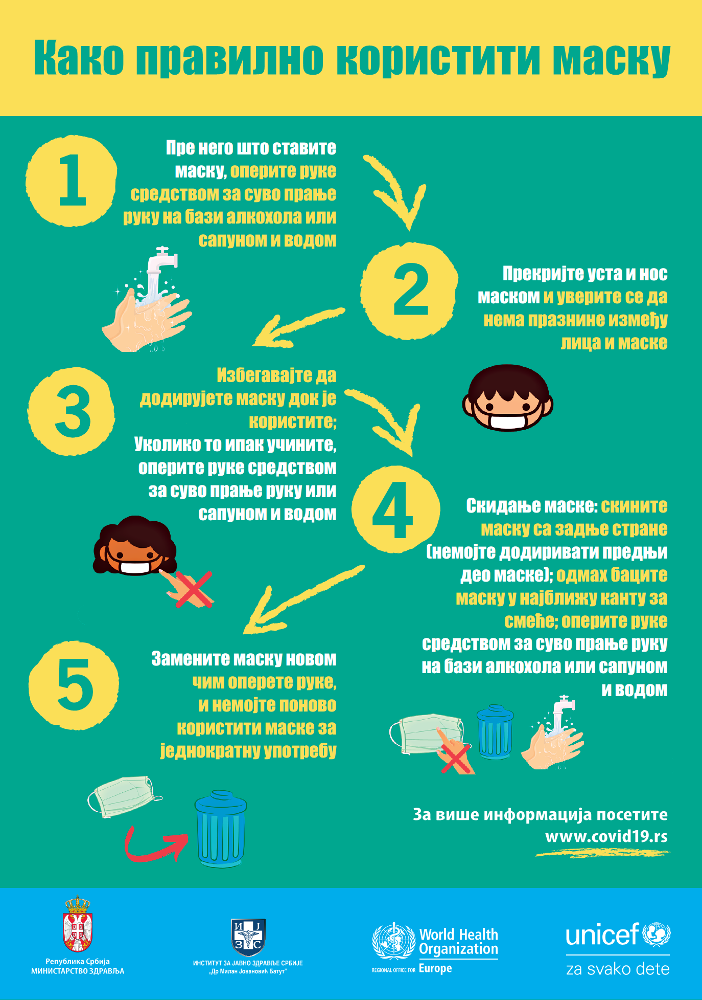 Како правилно користити маску
1
Пре него што ставите
маску, оперите руке
средством за суво прање
руку на бази алкохола или
сапуном и водом
2
Прекријте уста и нос
маском и уверите се да
нема празнине између
лица и маске
3
Избегавајте да
додирујете маску док је
користите;
Уколико то ипак учините,
оперите руке средством
за суво прање руку или
сапуном и водом
4
Скидање маске: скините
маску са задње стране
(немојте додиривати предњи
део маске); одмах баците
маску у најближу канту за
смеће; оперите руке
средством за суво прање руку
на бази алкохола или сапуном
и водом
5
Замените маску новом
чим оперете руке,
и немојте поново
користити маске за
једнократну употребу
За више информација посетите
www.covid19.rs
Република Србија
МИНИСТАРСТВО ЗДРАВЉА
И Ј
З С
ИНСТИТУТ ЗА ЈАВНО ЗДРАВЉЕ СРБИЈЕ
„Др Милан Јовановић Батут”
World Health
Organization
REGIONAL OFFICE FOR Europe
unicef
za svako dete